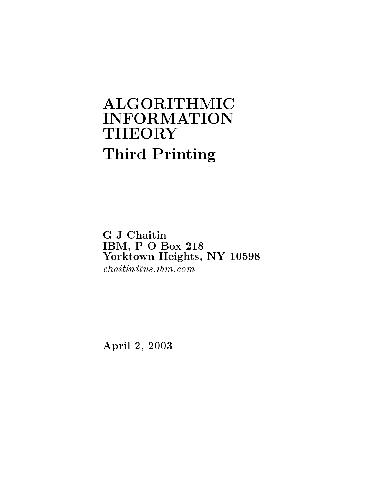 ALGORITHMIC
INFORMATION
THEORY
Third Printing
G J Chaitin
IBM, P O Box 218
Yorktown Heights, NY 10598
chaitin@us.ibm.com
April 2, 2003